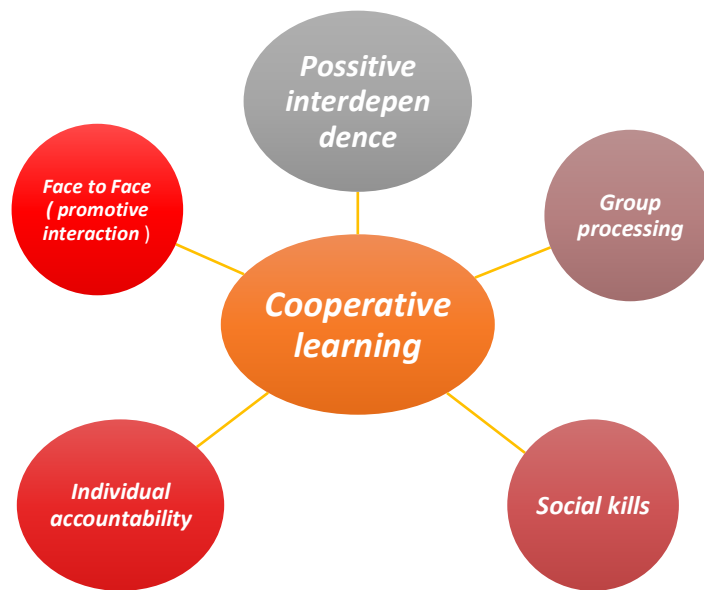 Possitive
interdepen
dence
Face to Face
( promotive
interaction )
Group
processing
Cooperative
learning
Individual
accountability
Social kills